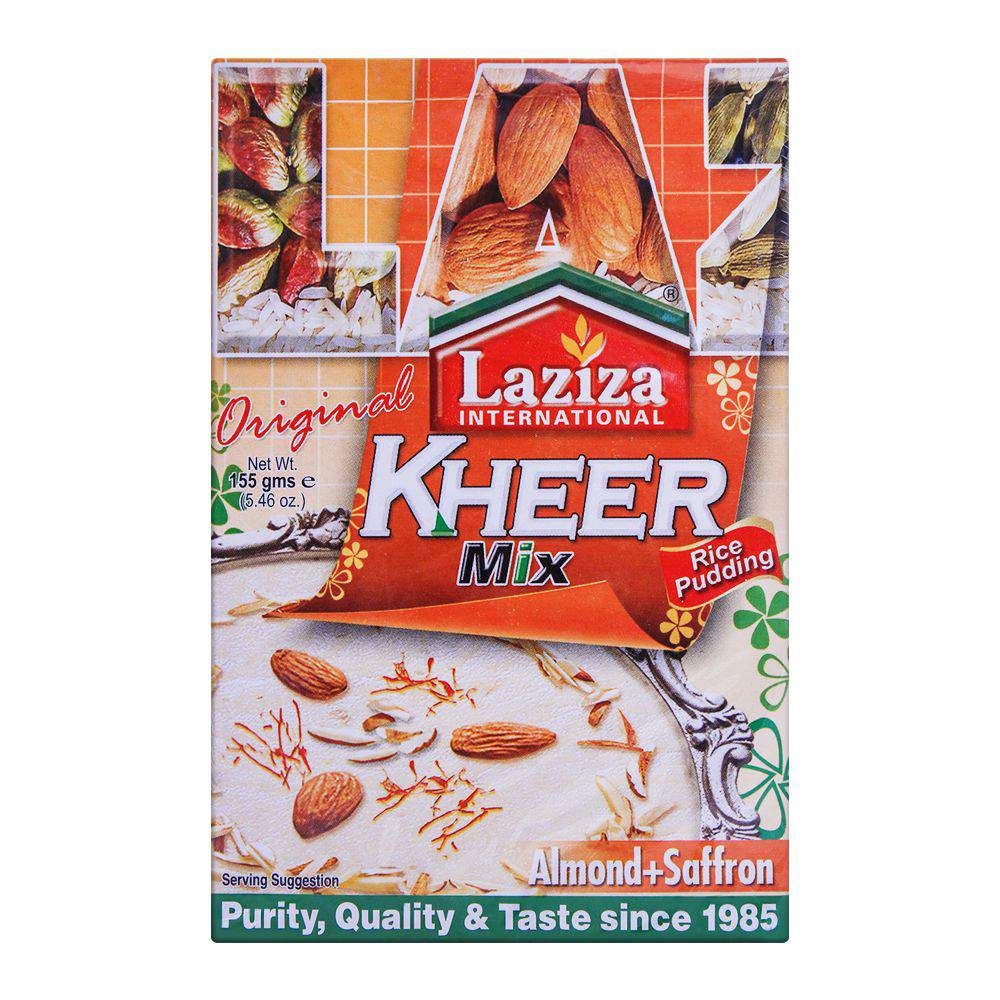 LAZ
®
Laziza
INTERNATIONAL
Original
KHEER
Mix
Net Wt.
155 gms e
(5.46 oz.)
Rice
Pudding
Almond+Saffron
Serving Suggestion
Purity, Quality & Taste since 1985